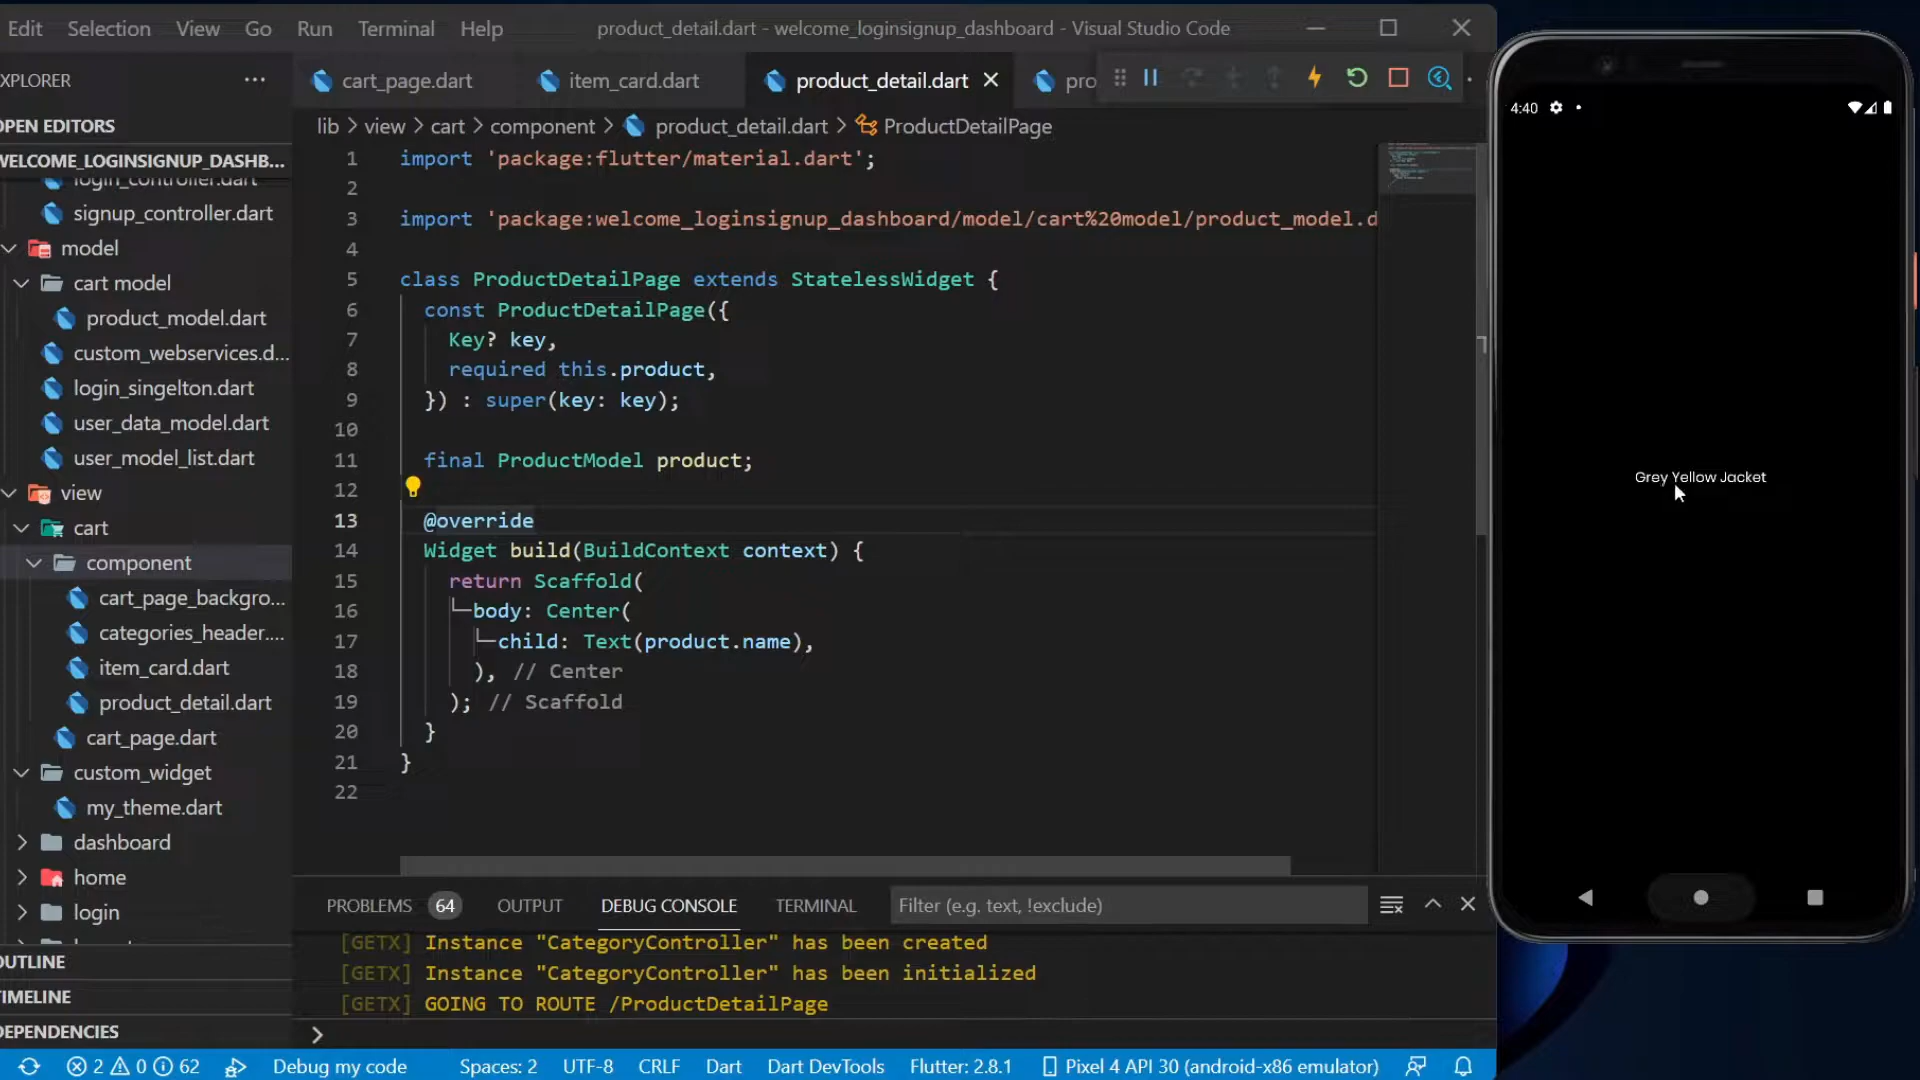 Edit Selection View Go Run Terminal Help product_detail.dart - welcome_loginsignup_dashboard - Visual Studio Code
XPLORER ...
cart_page.dart item_card.dart product_detail.dart pro
OPEN EDITORS
lib > view > cart > component > product_detail.dart > ProductDetailPage
WELCOME_LOGINSIGNUP_DASHB...
login_controller.dart
signup_controller.dart
model
cart model
product_model.dart
custom_webservices.d...
login_singelton.dart
user_data_model.dart
user_model_list.dart
view
cart
component
cart_page_backgro...
categories_header....
item_card.dart
product_detail.dart
cart_page.dart
custom_widget
my_theme.dart
dashboard
home
login
OUTLINE
TIMELINE
DEPENDENCIES
1 import 'package:flutter/material.dart';
2
3 import 'package:welcome_loginsignup_dashboard/model/cart%20model/product_model.d
4
5 class ProductDetailPage extends StatelessWidget {
6 const ProductDetailPage({
7 Key? key,
8 required this.product,
9 }) : super(key: key);
10
11 final ProductModel product;
12
13 @override
14 Widget build(BuildContext context) {
15 return Scaffold(
16 body: Center(
17 child: Text(product.name),
18 ), // Center
19 ); // Scaffold
20 }
21 }
22
PROBLEMS 64 OUTPUT DEBUG CONSOLE TERMINAL Filter (e.g. text, !exclude)
[GETX] Instance "CategoryController" has been created
[GETX] Instance "CategoryController" has been initialized
[GETX] GOING TO ROUTE /ProductDetailPage
>
2 0 62 Debug my code Spaces: 2 UTF-8 CRLF Dart Dart DevTools Flutter: 2.8.1 Pixel 4 API 30 (android-x86 emulator)
4:40
Grey Yellow Jacket